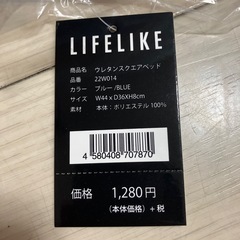 LIFELIKE
商品名 ウレタンスクエアベッド
品番 22W014
カラー ブルー/BLUE
サイズ W44 x D36XH8cm
素材 本体：ポリエステル 100%
4 580408 707870
価格 1,280円
（本体価格）+ 税